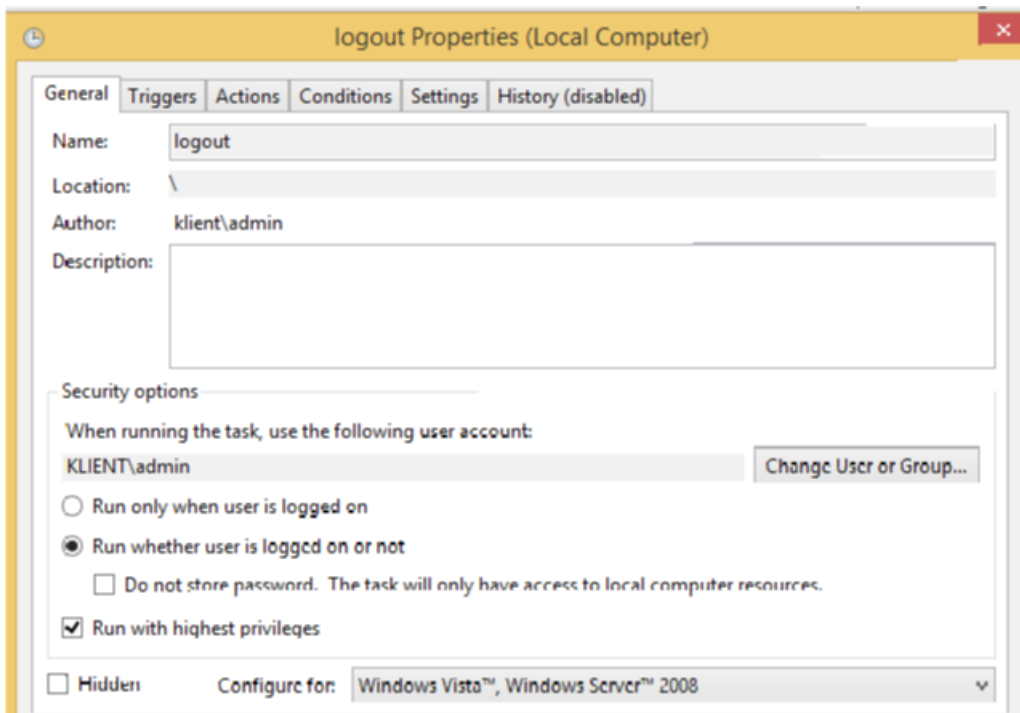 logout Properties (Local Computer)
General Triggers Actions Conditions Settings History (disabled)
Name: logout
Location: \
Author: klient\admin
Description:
Security options
When running the task, use the following user account:
KLIENT\admin Change User or Group...
Run only when user is logged on
Run whether user is logged on or not
Do not store password. The task will only have access to local computer resources.
Run with highest privileges
Hidden Configure for: Windows Vista™, Windows Server™ 2008